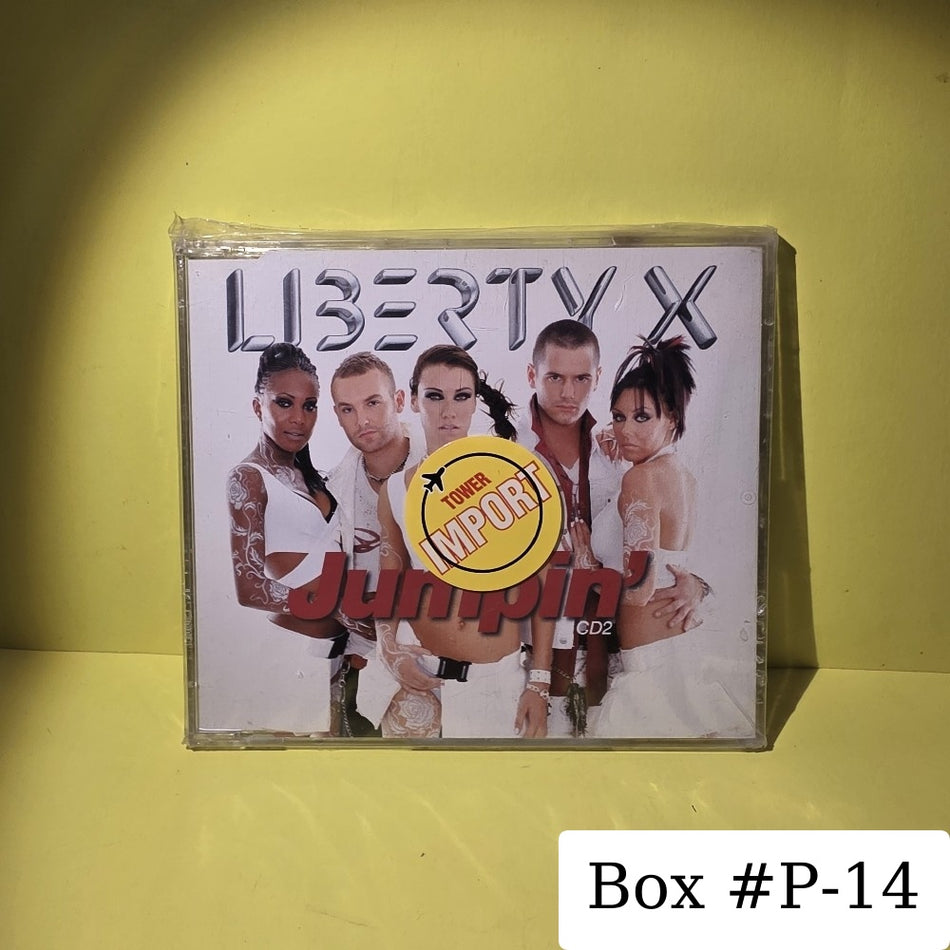 LIBERTY X
TOWER
IMPORT
Jumpin'
CD2
Box #P-14